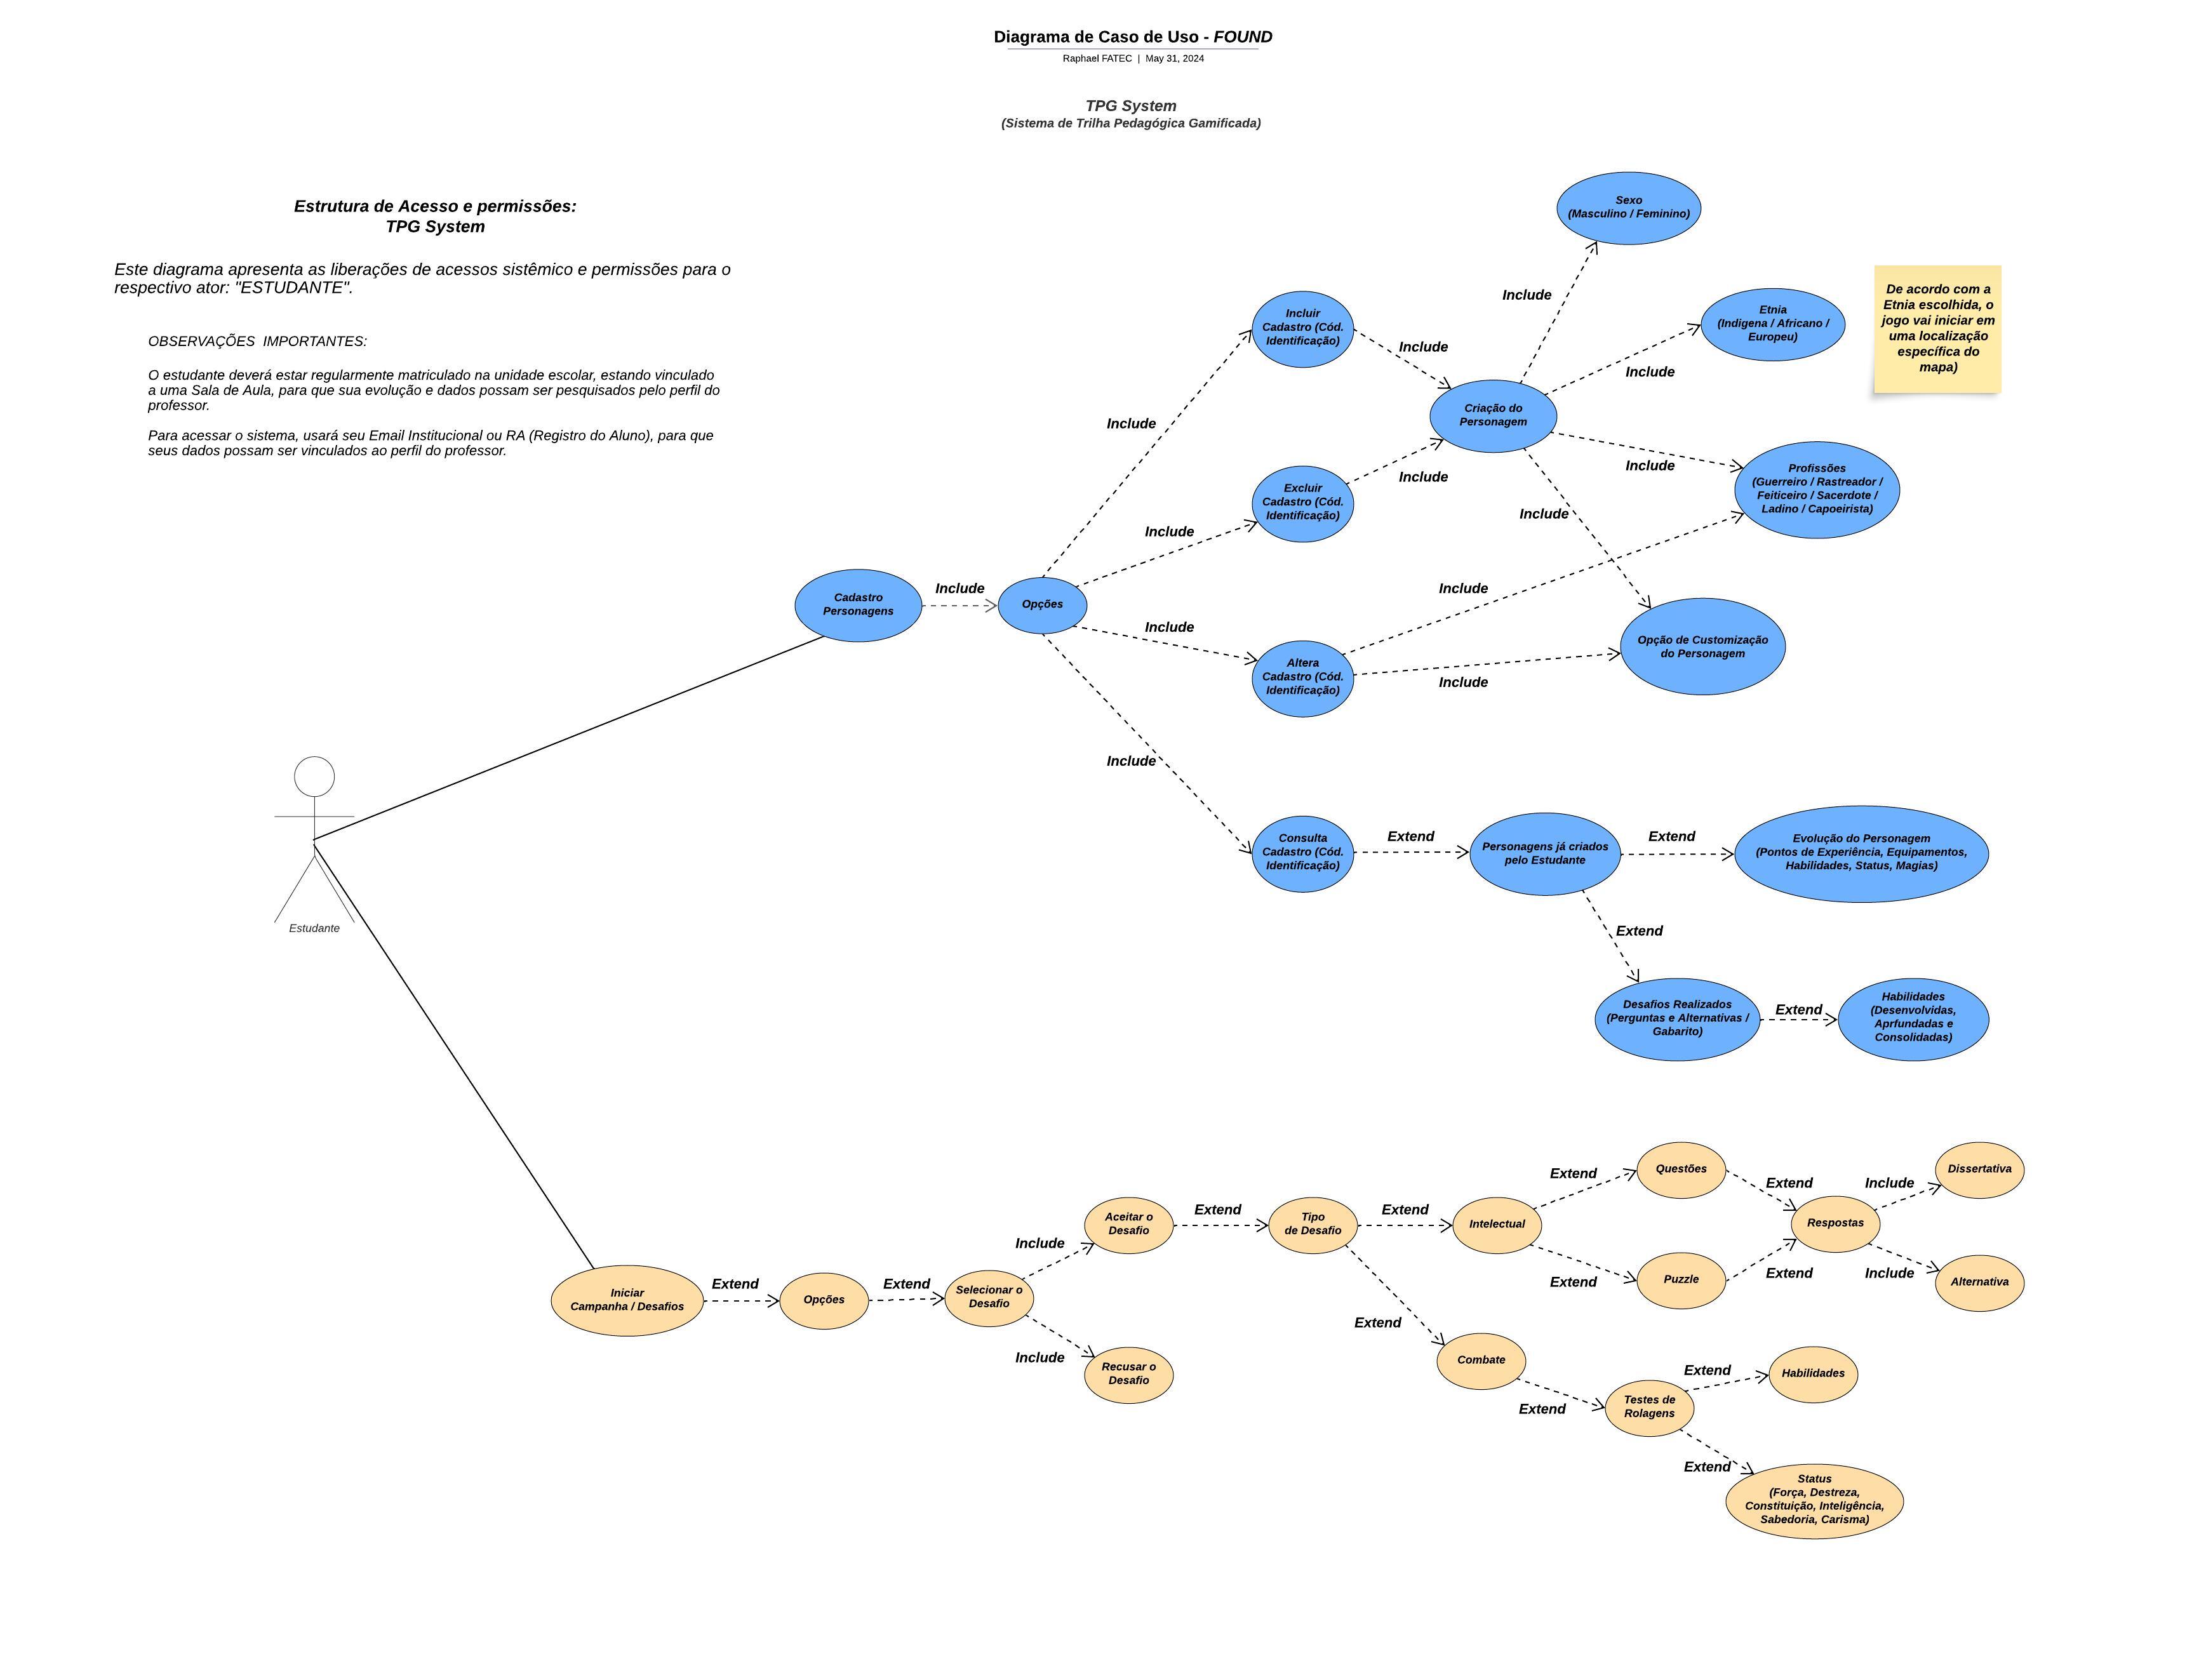 Diagrama de Caso de Uso - FOUND
Raphael FATEC | May 31, 2024
TPG System
(Sistema de Trilha Pedagógica Gamificada)
Estrutura de Acesso e permissões:
TPG System
Este diagrama apresenta as liberações de acessos sistêmico e permissões para o
respectivo ator: "ESTUDANTE".
OBSERVAÇÕES  IMPORTANTES:
O estudante deverá estar regularmente matriculado na unidade escolar, estando vinculado
a uma Sala de Aula, para que sua evolução e dados possam ser pesquisados pelo perfil do
professor.
Para acessar o sistema, usará seu Email Institucional ou RA (Registro do Aluno), para que
seus dados possam ser vinculados ao perfil do professor.
Estudante
Cadastro
Personagens
Include
Opções
Include
Include
Include
Include
Incluir
Cadastro (Cód.
Identificação)
Include
Excluir
Cadastro (Cód.
Identificação)
Include
Criação do
Personagem
Include
Sexo
(Masculino / Feminino)
Include
Etnia
(Indigena / Africano /
Europeu)
De acordo com a
Etnia escolhida, o
jogo vai iniciar em
uma localização
específica do
mapa)
Include
Profissões
(Guerreiro / Rastreador /
Feiticeiro / Sacerdote /
Ladino / Capoeirista)
Include
Altera
Cadastro (Cód.
Identificação)
Include
Include
Opção de Customização
do Personagem
Consulta
Cadastro (Cód.
Identificação)
Extend
Personagens já criados
pelo Estudante
Extend
Evolução do Personagem
(Pontos de Experiência, Equipamentos,
Habilidades, Status, Magias)
Extend
Desafios Realizados
(Perguntas e Alternativas /
Gabarito)
Extend
Habilidades
(Desenvolvidas,
Aprfundadas e
Consolidadas)
Iniciar
Campanha / Desafios
Extend
Opções
Extend
Selecionar o
Desafio
Include
Include
Aceitar o
Desafio
Recusar o
Desafio
Extend
Tipo
de Desafio
Extend
Intelectual
Extend
Questões
Extend
Extend
Puzzle
Extend
Respostas
Include
Dissertativa
Include
Alternativa
Extend
Combate
Extend
Testes de
Rolagens
Extend
Habilidades
Extend
Status
(Força, Destreza,
Constituição, Inteligência,
Sabedoria, Carisma)